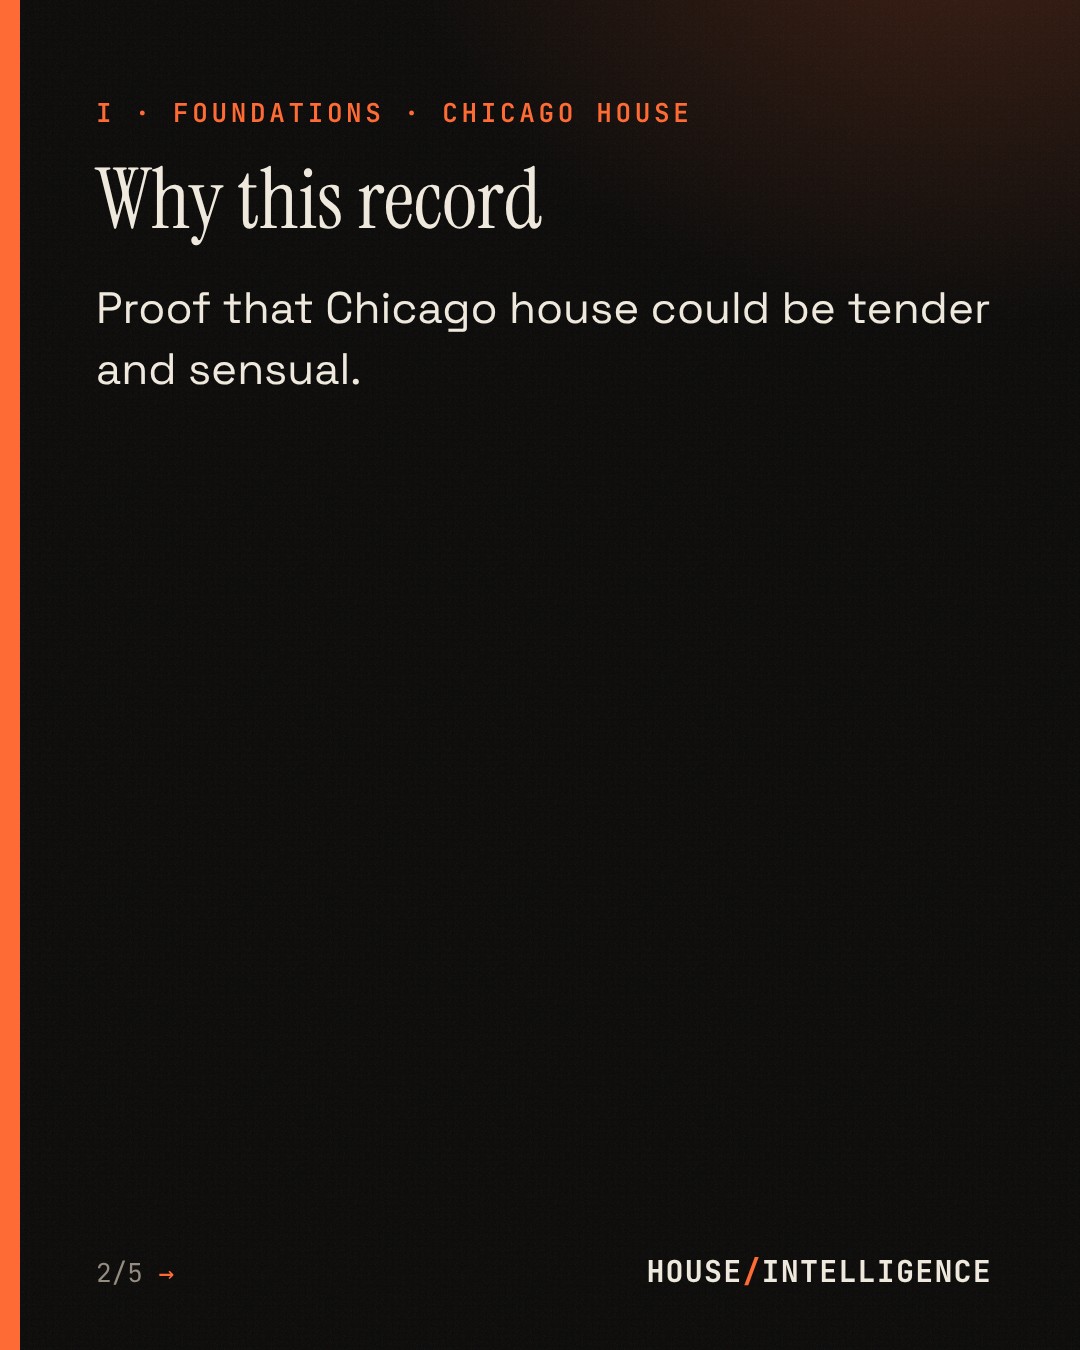 I · FOUNDATIONS · CHICAGO HOUSE
Why this record
Proof that Chicago house could be tender
and sensual.
2/5 →
HOUSE/INTELLIGENCE